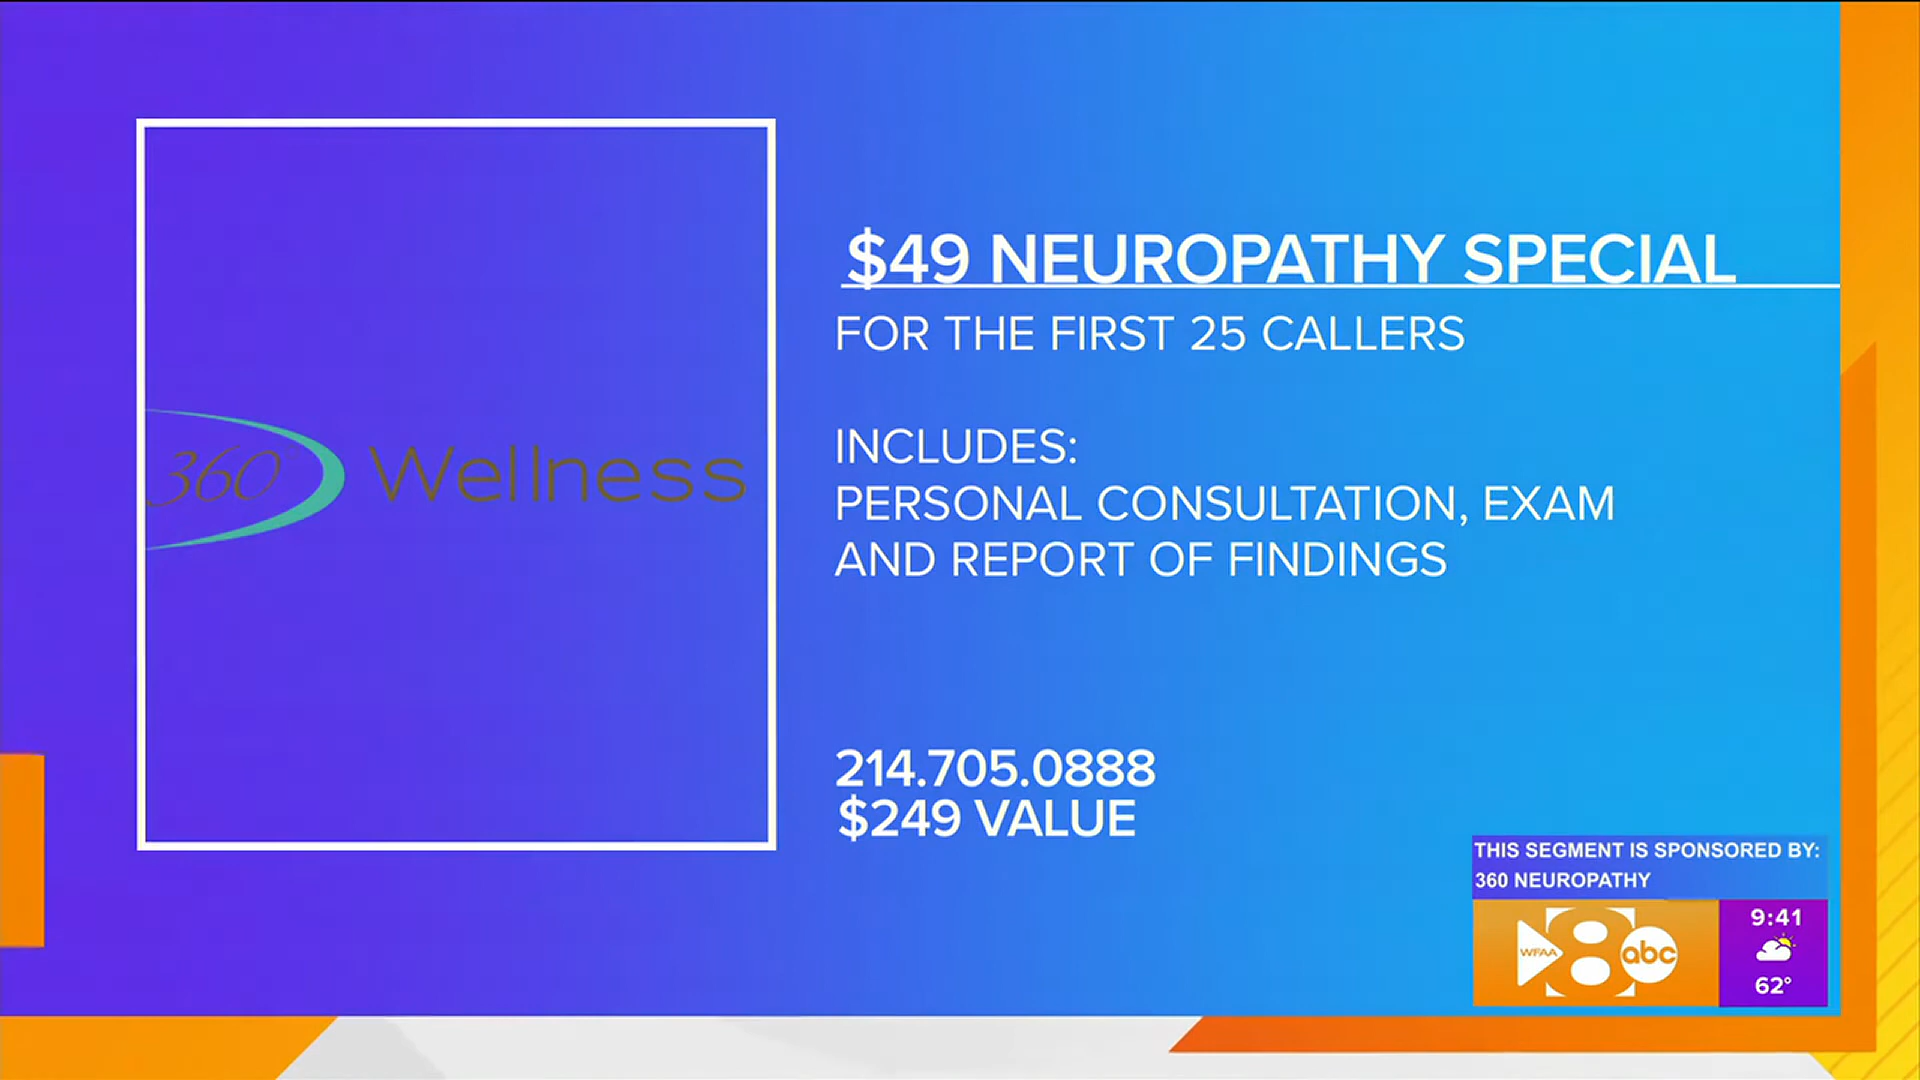 360 Wellness
$49 NEUROPATHY SPECIAL
FOR THE FIRST 25 CALLERS
INCLUDES:
PERSONAL CONSULTATION, EXAM
AND REPORT OF FINDINGS
214.705.0888
$249 VALUE
THIS SEGMENT IS SPONSORED BY:
360 NEUROPATHY
WFAA 8 abc
9:41
62°